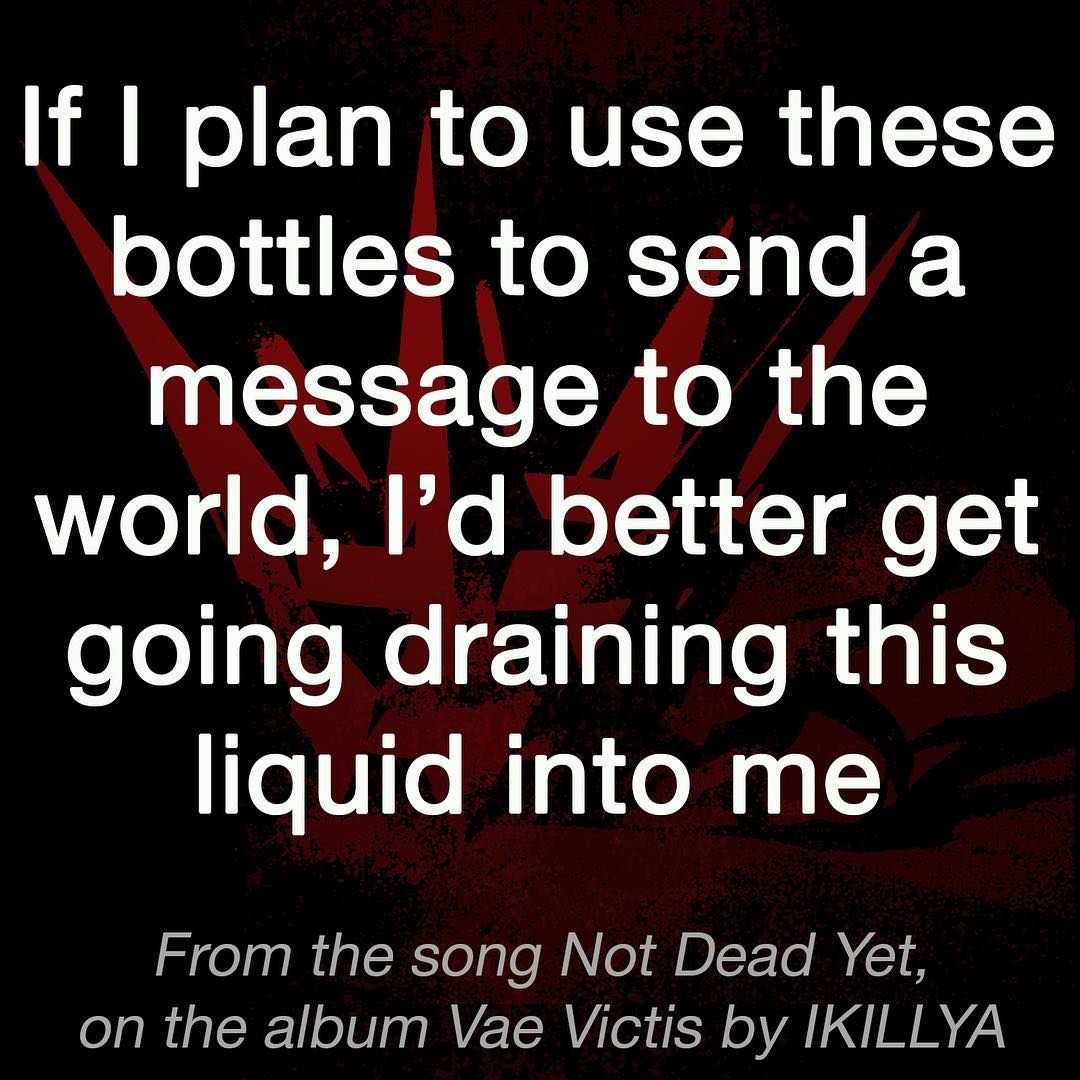 If I plan to use these
bottles to send a
message to the
world, I’d better get
going draining this
liquid into me
From the song Not Dead Yet,
on the album Vae Victis by IKILLYA